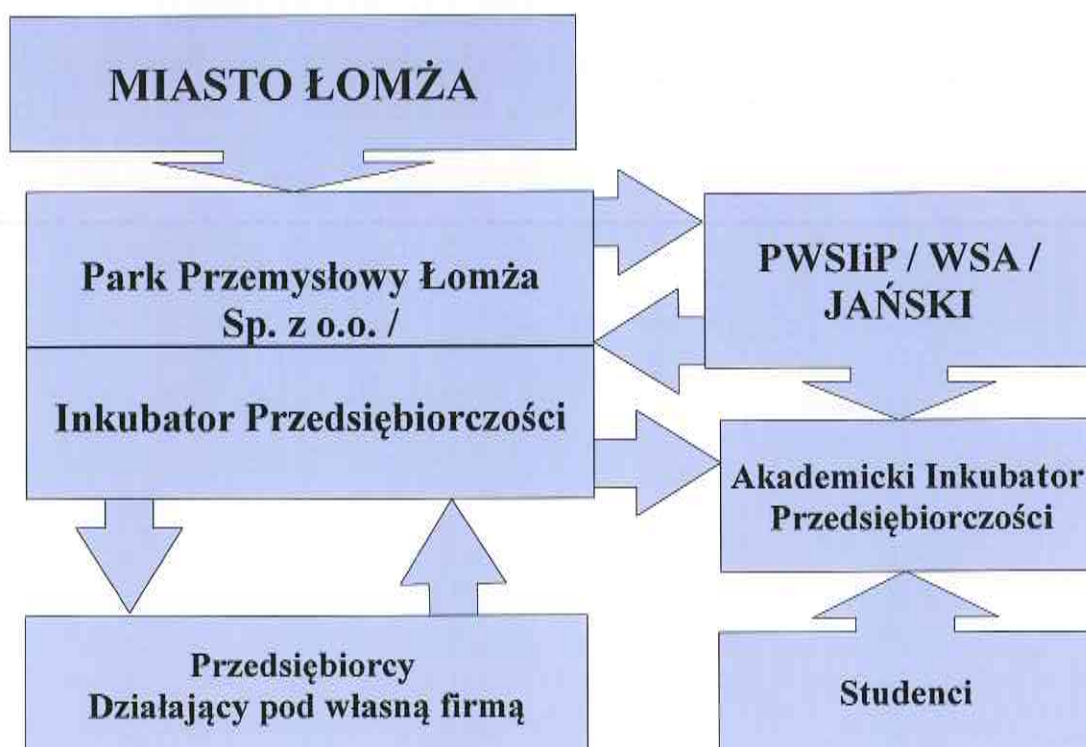 MIASTO ŁOMŻA
Park Przemysłowy Łomża
Sp. z o.o. /
Inkubator Przedsiębiorczości
PWSIiP / WSA /
JAŃSKI
Akademicki Inkubator
Przedsiębiorczości
Przedsiębiorcy
Działający pod własną firmą
Studenci